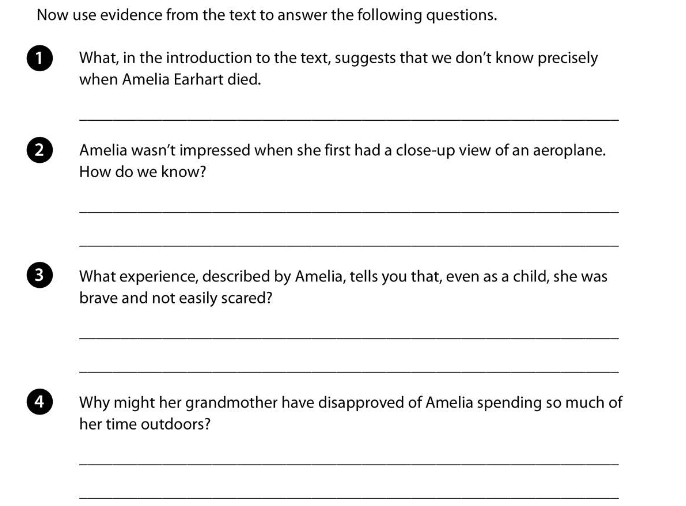 Now use evidence from the text to answer the following questions.
1 What, in the introduction to the text, suggests that we don’t know precisely
when Amelia Earhart died.
2 Amelia wasn’t impressed when she first had a close-up view of an aeroplane.
How do we know?
3 What experience, described by Amelia, tells you that, even as a child, she was
brave and not easily scared?
4 Why might her grandmother have disapproved of Amelia spending so much of
her time outdoors?